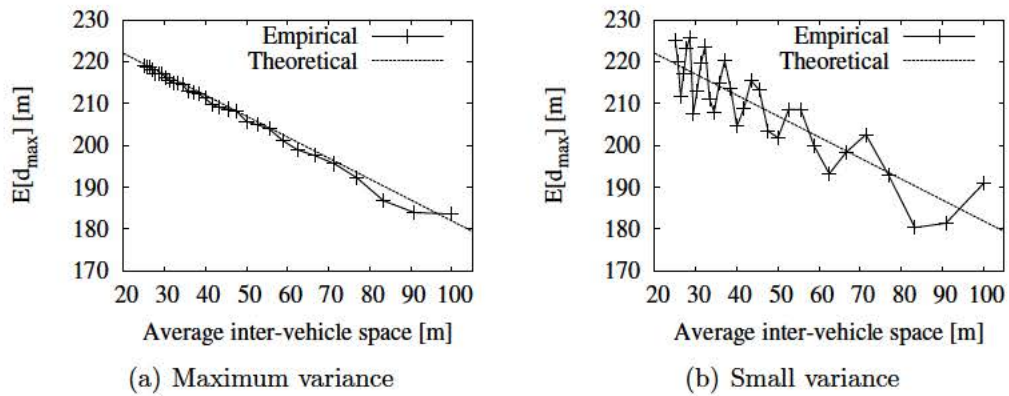 230
220
210
200
190
180
170
E[d_max] [m]
Empirical
Theoretical
20 30 40 50 60 70 80 90 100
Average inter-vehicle space [m]
(a) Maximum variance
230
220
210
200
190
180
170
E[d_max] [m]
Empirical
Theoretical
20 30 40 50 60 70 80 90 100
Average inter-vehicle space [m]
(b) Small variance